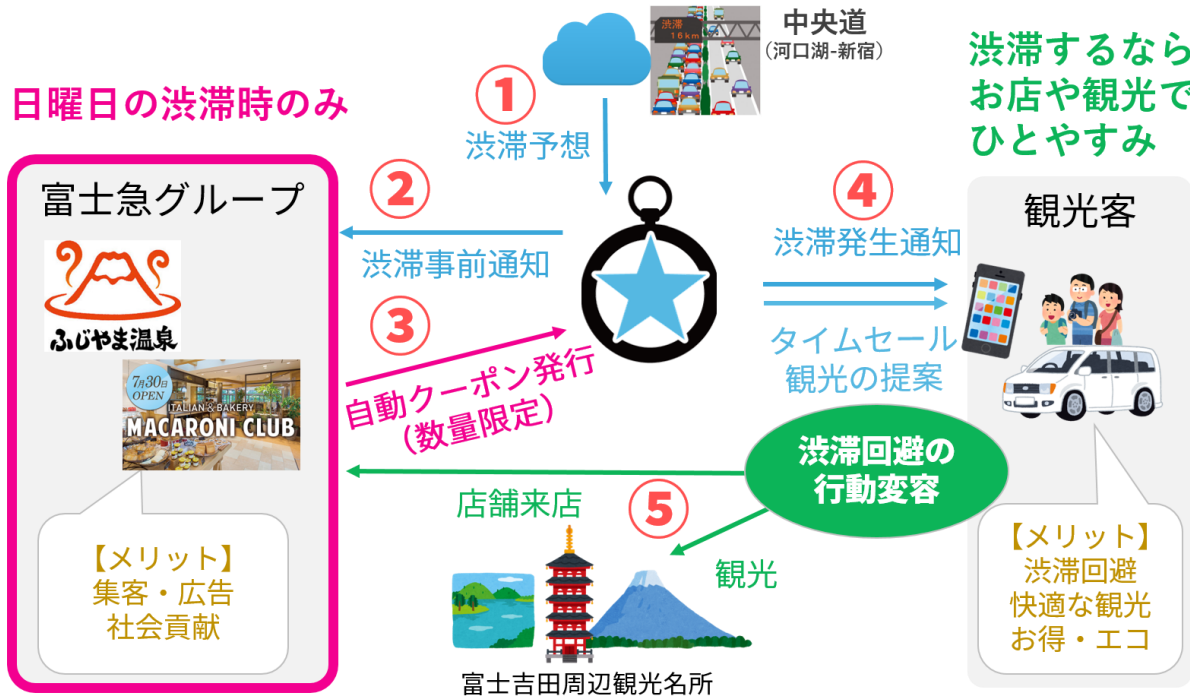 中央道
（河口湖-新宿）
渋滞
16km
渋滞するなら
お店や観光で
ひとやすみ
日曜日の渋滞時のみ
①
渋滞予想
富士急グループ
ふじやま温泉
7月30日
OPEN
ITALIAN & BAKERY
MACARONI CLUB
②
渋滞事前通知
③
自動クーポン発行
（数量限定）
④
渋滞発生通知
タイムセール
観光の提案
観光客
渋滞回避の
行動変容
⑤
店舗来店
観光
富士吉田周辺観光名所
【メリット】
集客・広告
社会貢献
【メリット】
渋滞回避
快適な観光
お得・エコ